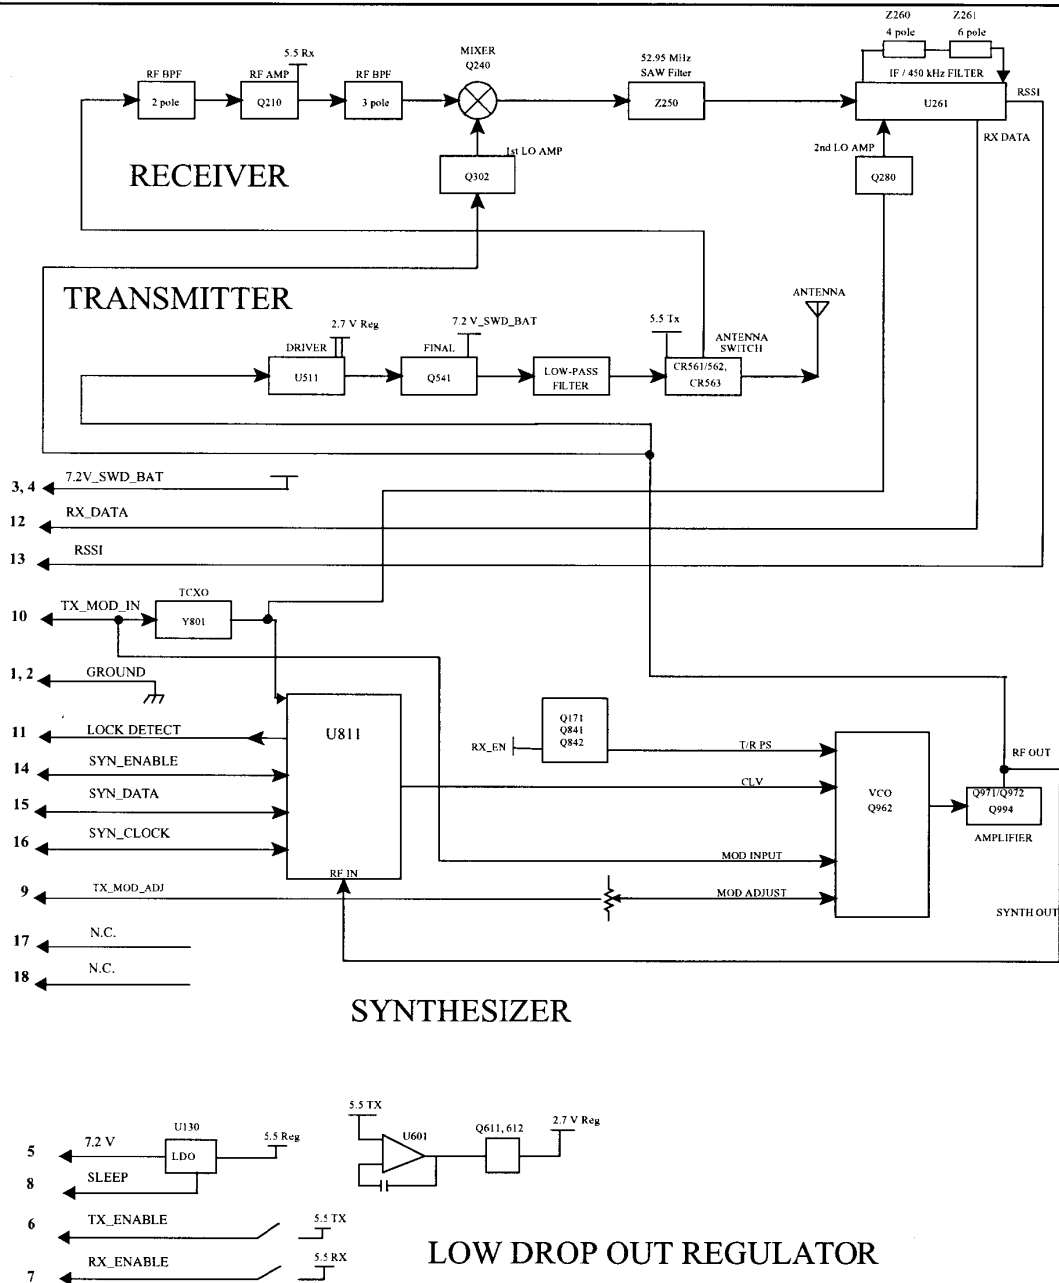 Z260
4 pole
Z261
6 pole
5.5 Rx
MIXER
Q240
52.95 MHz
SAW Filter
RF BPF
2 pole
RF AMP
Q210
RF BPF
3 pole
Z250
IF / 450 kHz FILTER
U261
RSSI
RX DATA
1st LO AMP
Q302
2nd LO AMP
Q280
RECEIVER
TRANSMITTER
ANTENNA
2.7 V Reg
7.2 V_SWD_BAT
5.5 Tx
ANTENNA
SWITCH
DRIVER
U511
FINAL
Q541
LOW-PASS
FILTER
CR561/562,
CR563
3, 4
7.2V_SWD_BAT
12
RX_DATA
13
RSSI
10
TX_MOD_IN
TCXO
Y801
1, 2
GROUND
11
LOCK DETECT
U811
14
SYN_ENABLE
15
SYN_DATA
16
SYN_CLOCK
RF IN
9
TX_MOD_ADJ
17
N.C.
18
N.C.
RX_EN
Q171
Q841
Q842
T/R PS
CLV
MOD INPUT
MOD ADJUST
VCO
Q962
RF OUT
Q971/Q972
Q994
AMPLIFIER
SYNTH OUT
SYNTHESIZER
5
7.2 V
U130
LDO
5.5 Reg
8
SLEEP
5.5 TX
U601
Q611, 612
2.7 V Reg
6
TX_ENABLE
5.5 TX
7
RX_ENABLE
5.5 RX
LOW DROP OUT REGULATOR